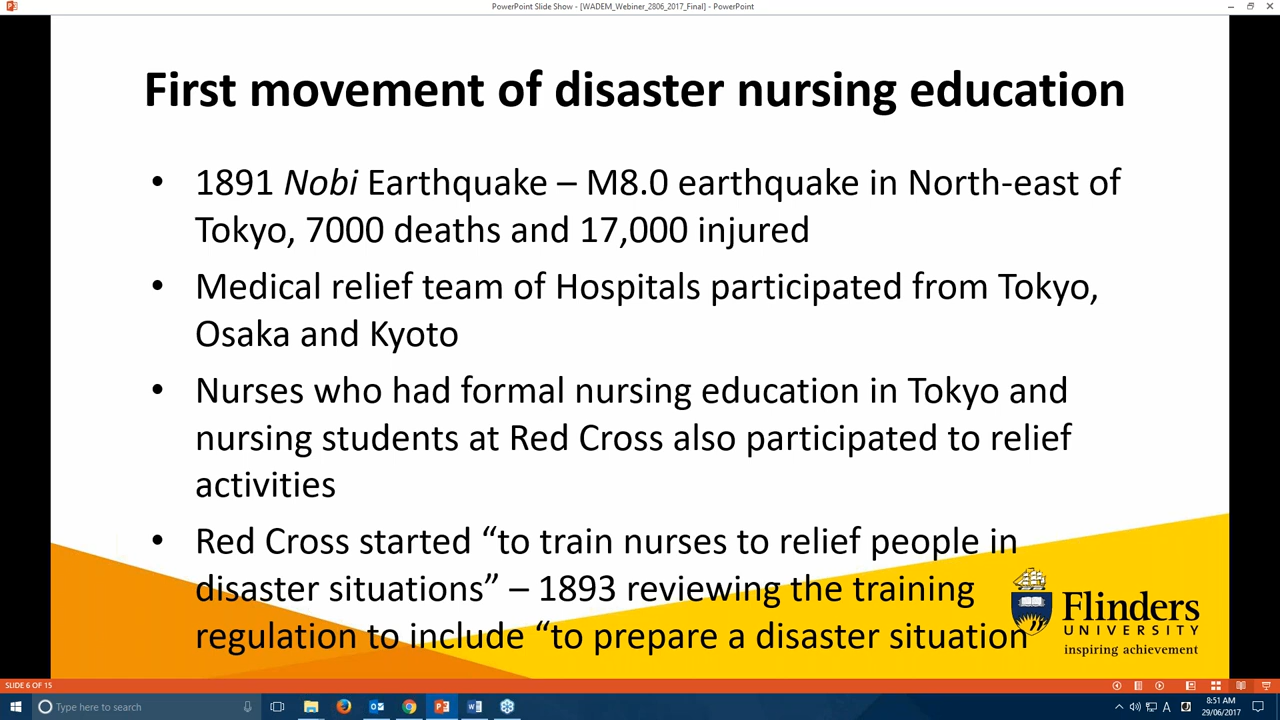 PowerPoint Slide Show - [WADEM_Webiner_2806_2017_Final] - PowerPoint
First movement of disaster nursing education
• 1891 Nobi Earthquake – M8.0 earthquake in North-east of
Tokyo, 7000 deaths and 17,000 injured
• Medical relief team of Hospitals participated from Tokyo,
Osaka and Kyoto
• Nurses who had formal nursing education in Tokyo and
nursing students at Red Cross also participated to relief
activities
• Red Cross started “to train nurses to relief people in
disaster situations” – 1893 reviewing the training
regulation to include “to prepare a disaster situation”
Flinders
UNIVERSITY
inspiring achievement
SLIDE 6 OF 15
Type here to search
A
8:51 AM
29/06/2017